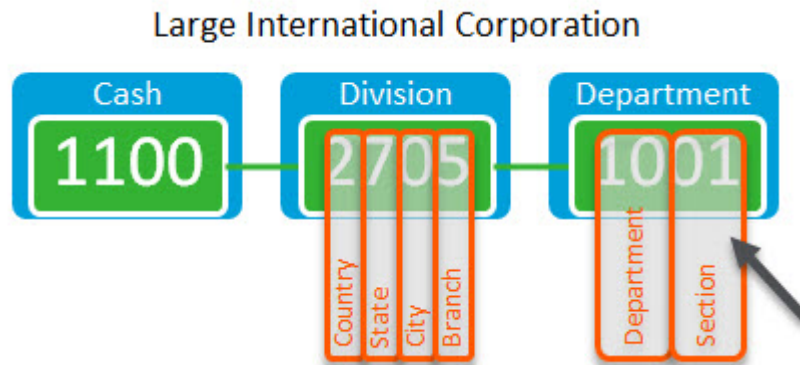 Large International Corporation
Cash
Division
Department
1100
2705
1001
Country
State
City
Branch
Department
Section